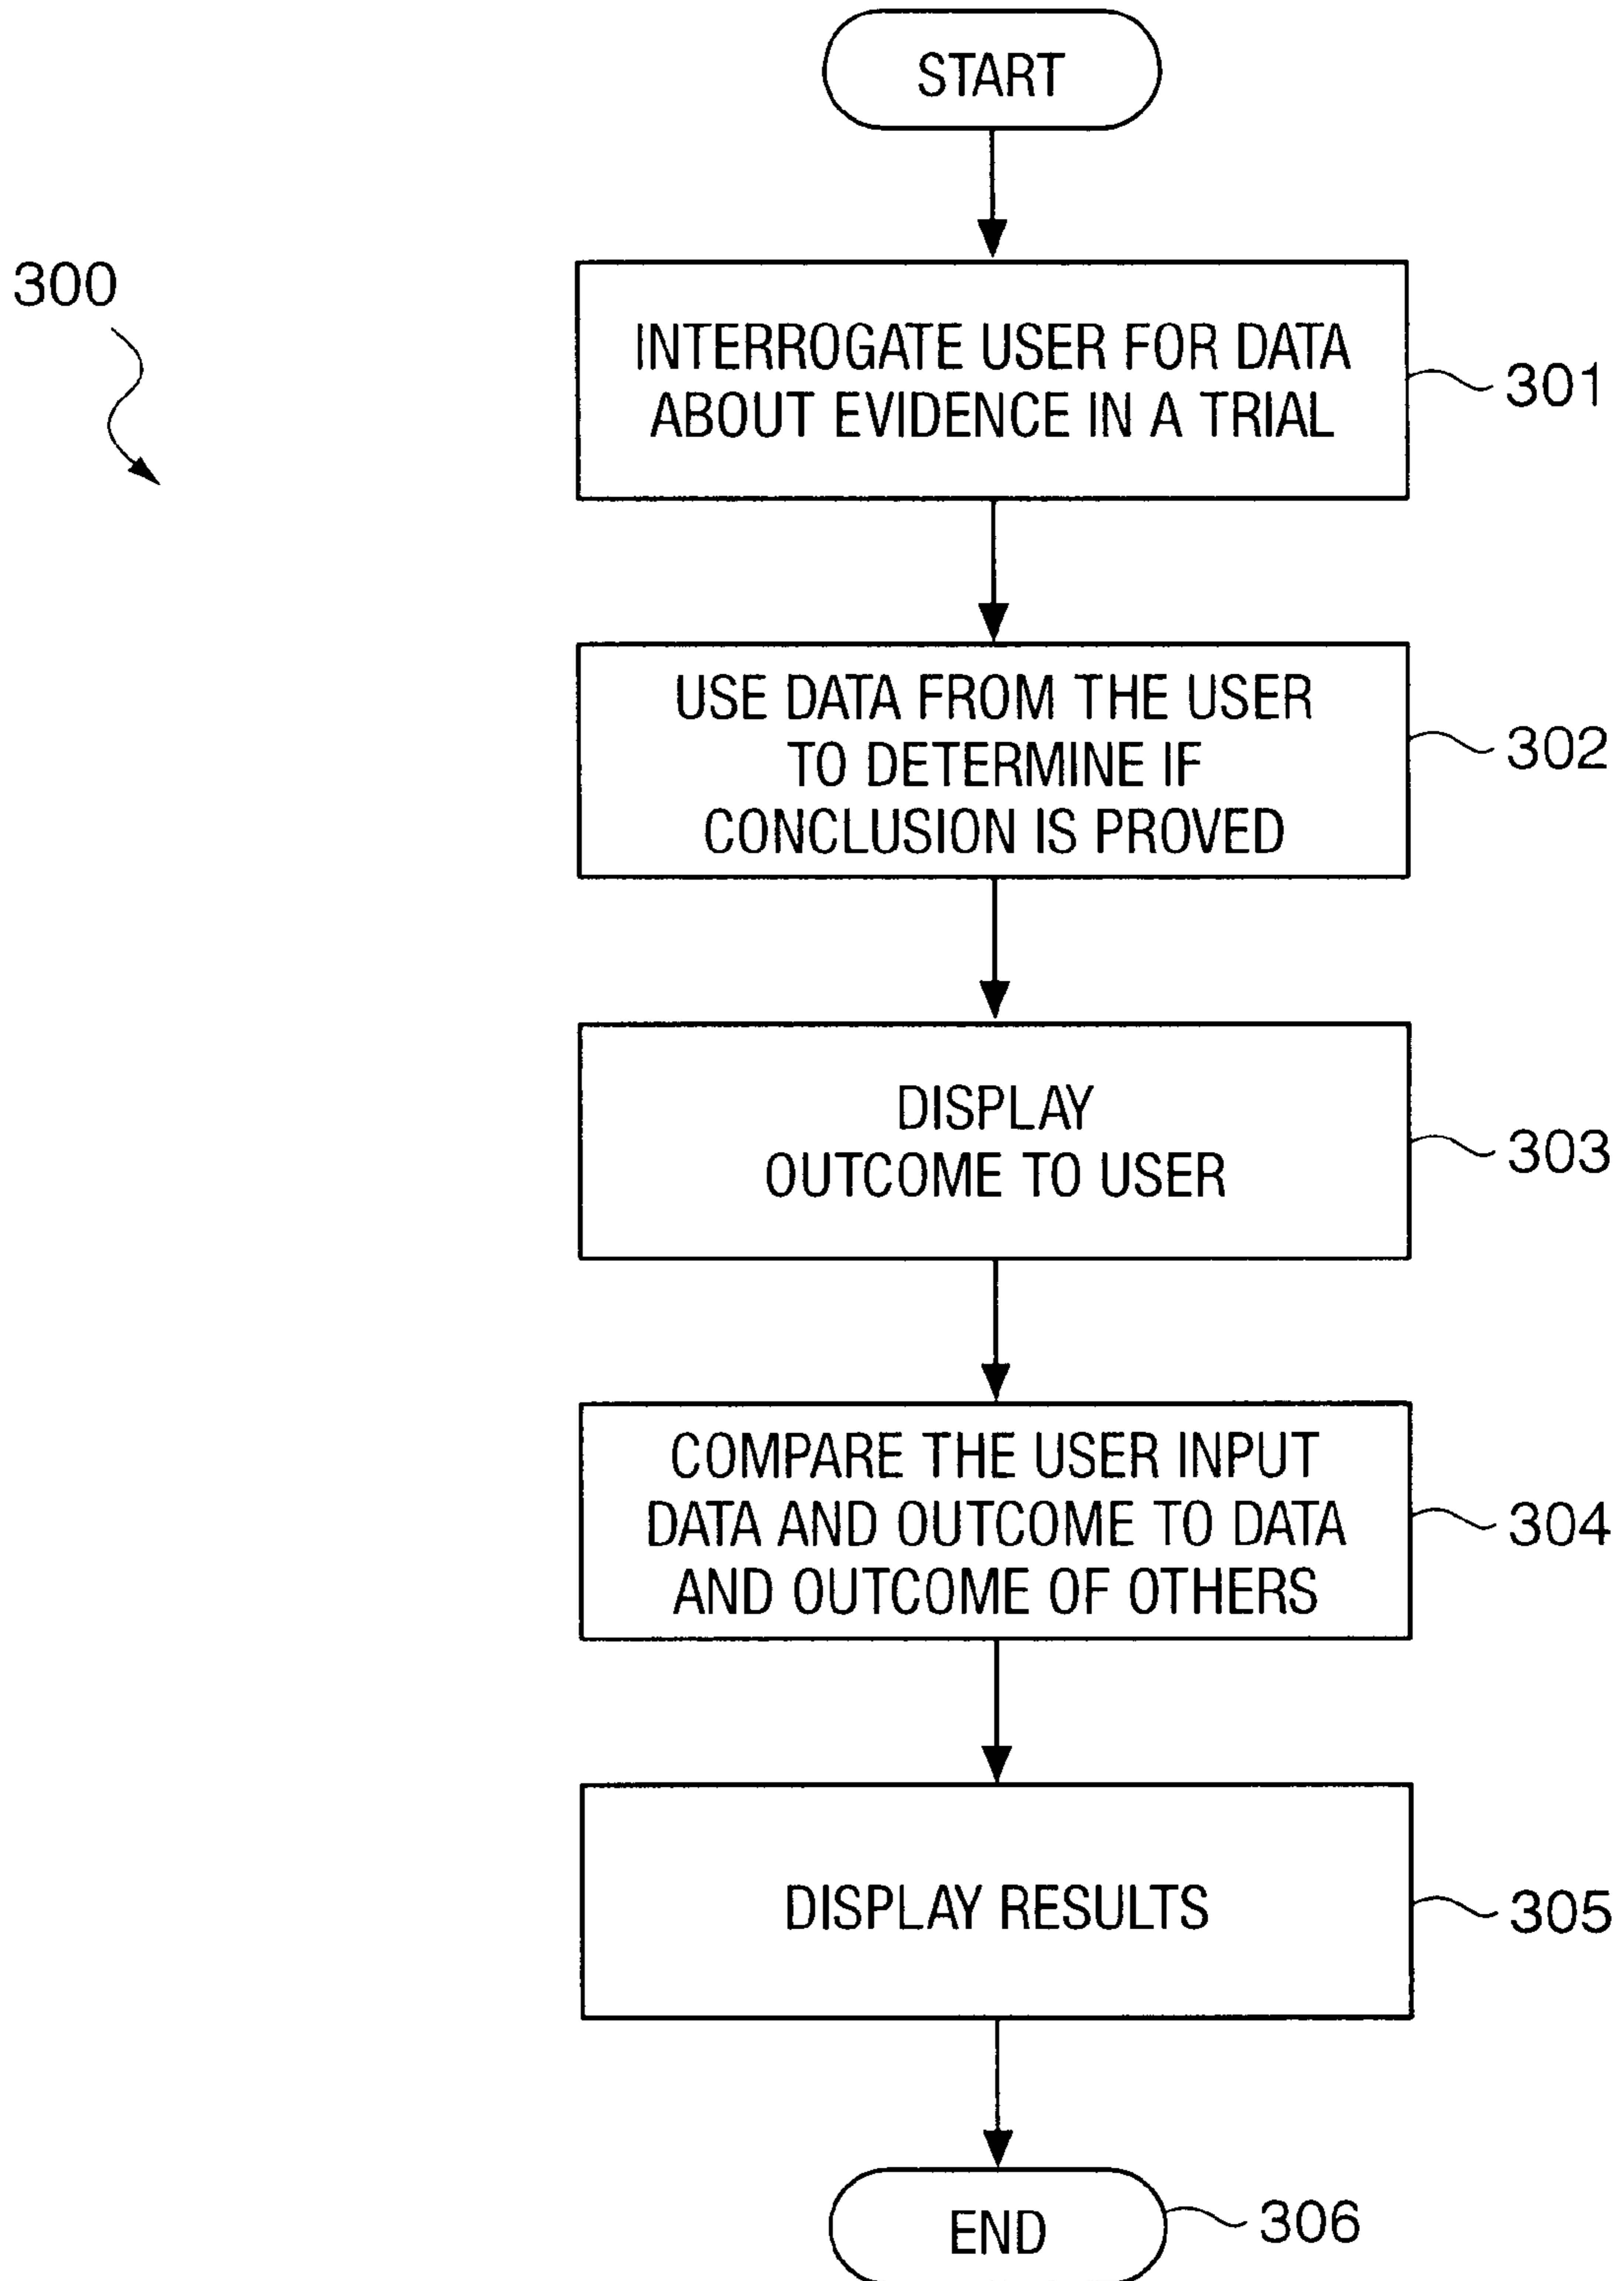 START
300
INTERROGATE USER FOR DATA
ABOUT EVIDENCE IN A TRIAL
301
USE DATA FROM THE USER
TO DETERMINE IF
CONCLUSION IS PROVED
302
DISPLAY
OUTCOME TO USER
303
COMPARE THE USER INPUT
DATA AND OUTCOME TO DATA
AND OUTCOME OF OTHERS
304
DISPLAY RESULTS
305
END
306